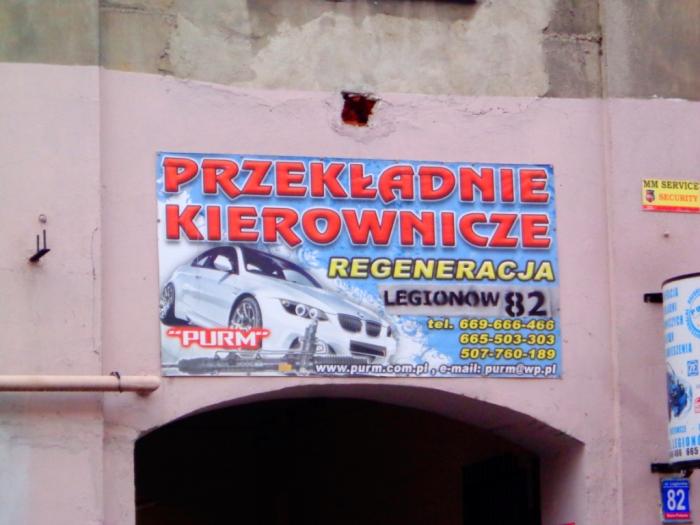 PRZEKŁADNIE
KIEROWNICZE
REGENERACJA
LEGIONÓW 82
tel. 669-666-466
665-503-303
507-760-189
"PURM"
www.purm.com.pl , e-mail: purm@wp.pl
MM SERVICE
SECURITY
82